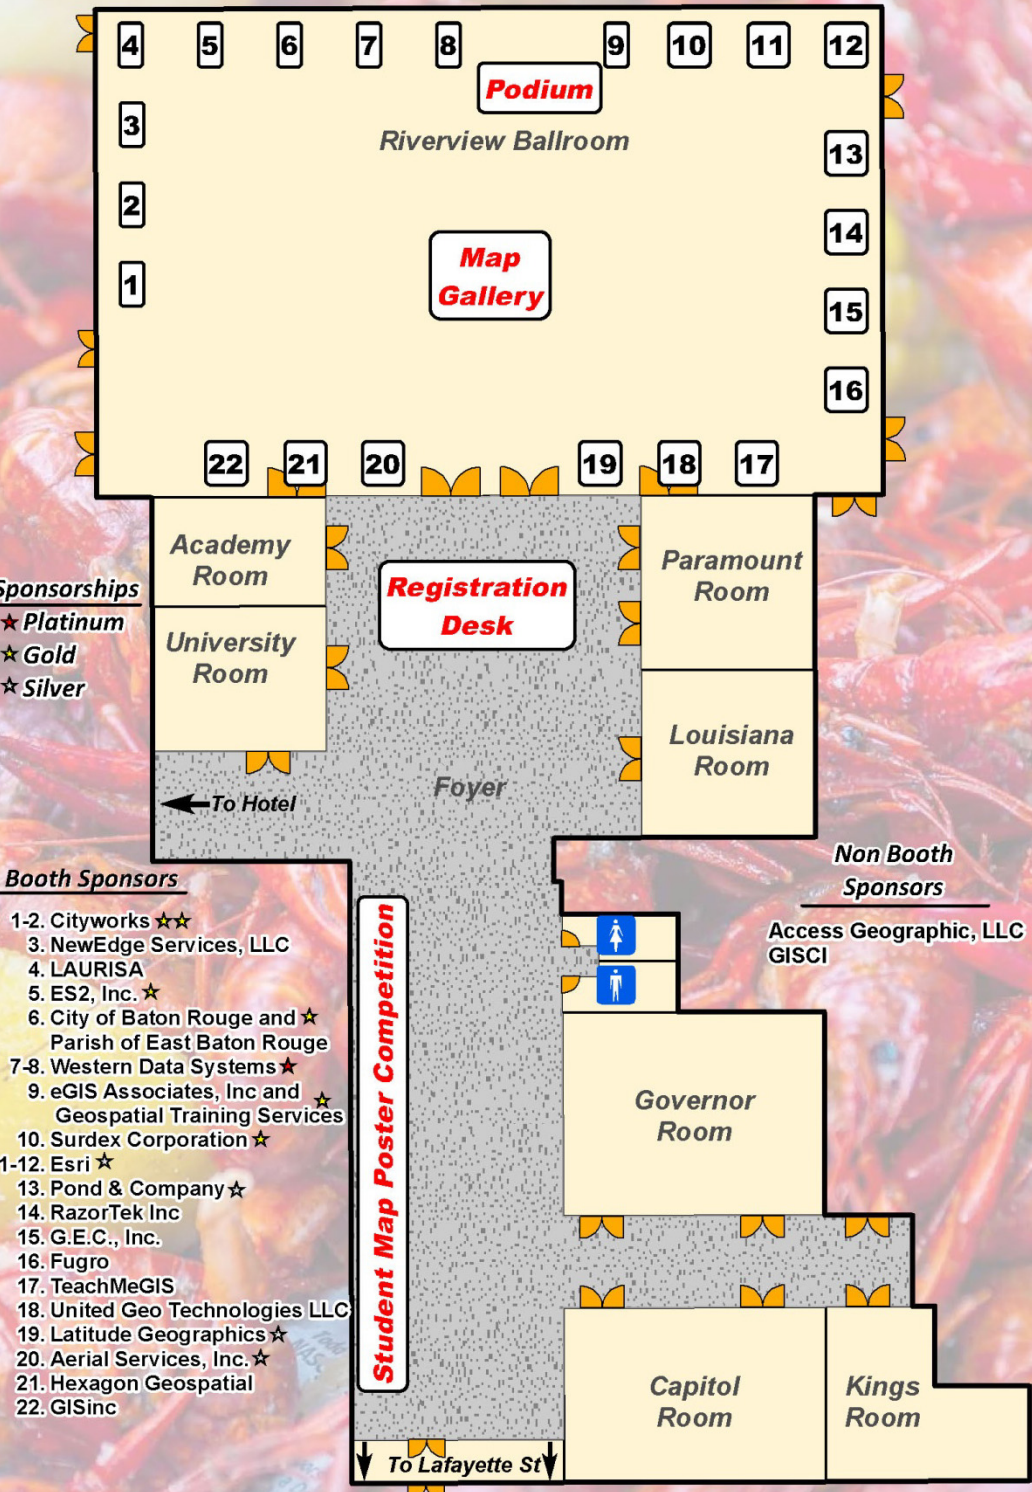 4 5 6 7 8 9 10 11 12
Podium
3
Riverview Ballroom
13
2
14
Map
Gallery
1
15
16
22 21 20 19 18 17
Academy
Room
Registration
Desk
Paramount
Room
Sponsorships
Platinum
Gold
Silver
University
Room
Louisiana
Room
Foyer
To Hotel
Booth Sponsors
1-2. Cityworks
3. NewEdge Services, LLC
4. LAURISA
5. ES2, Inc.
6. City of Baton Rouge and
Parish of East Baton Rouge
7-8. Western Data Systems
9. eGIS Associates, Inc and
Geospatial Training Services
10. Surdex Corporation
1-12. Esri
13. Pond & Company
14. RazorTek Inc
15. G.E.C., Inc.
16. Fugro
17. TeachMeGIS
18. United Geo Technologies LLC
19. Latitude Geographics
20. Aerial Services, Inc.
21. Hexagon Geospatial
22. GISinc
Student Map Poster Competition
Non Booth
Sponsors
Access Geographic, LLC
GISCI
Governor
Room
Capitol
Room
Kings
Room
To Lafayette St